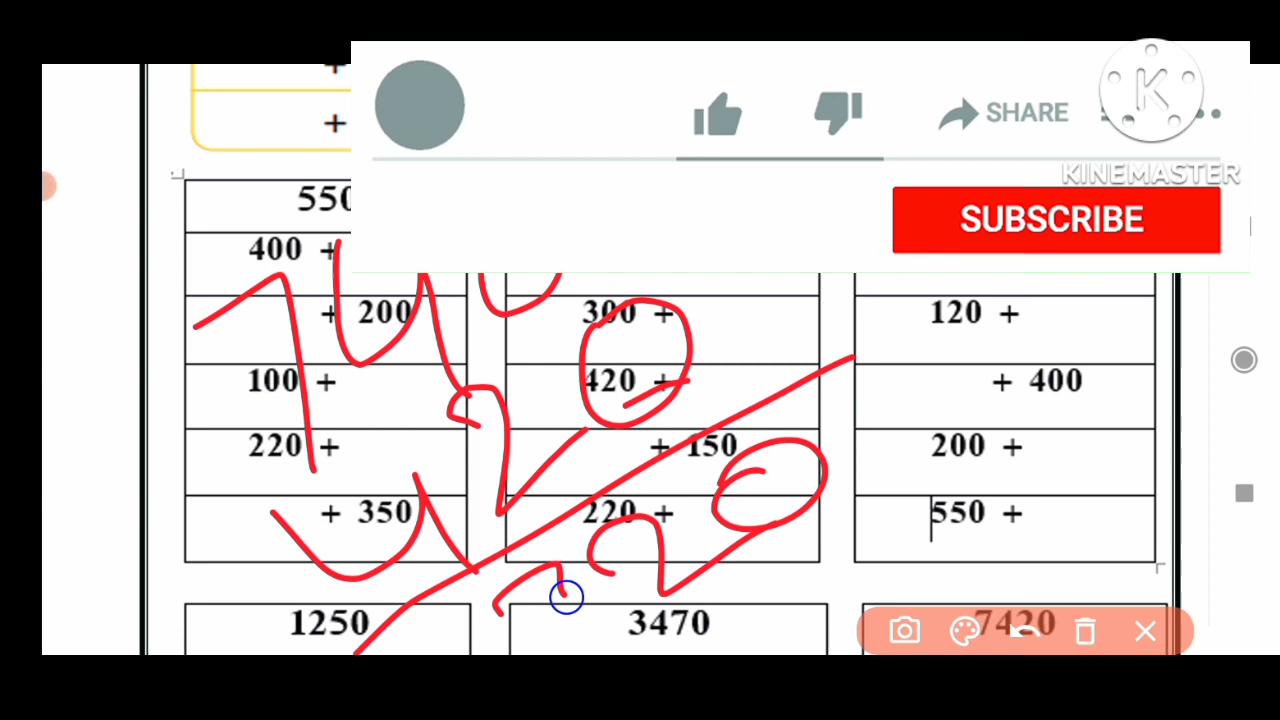 +
+
SHARE
KINEMASTER
SUBSCRIBE
550
400 +
+ 200 300 + 120 +
100 + 420 + + 400
220 + + 150 200 +
+ 350 220 + 550 +
1250 3470 7420